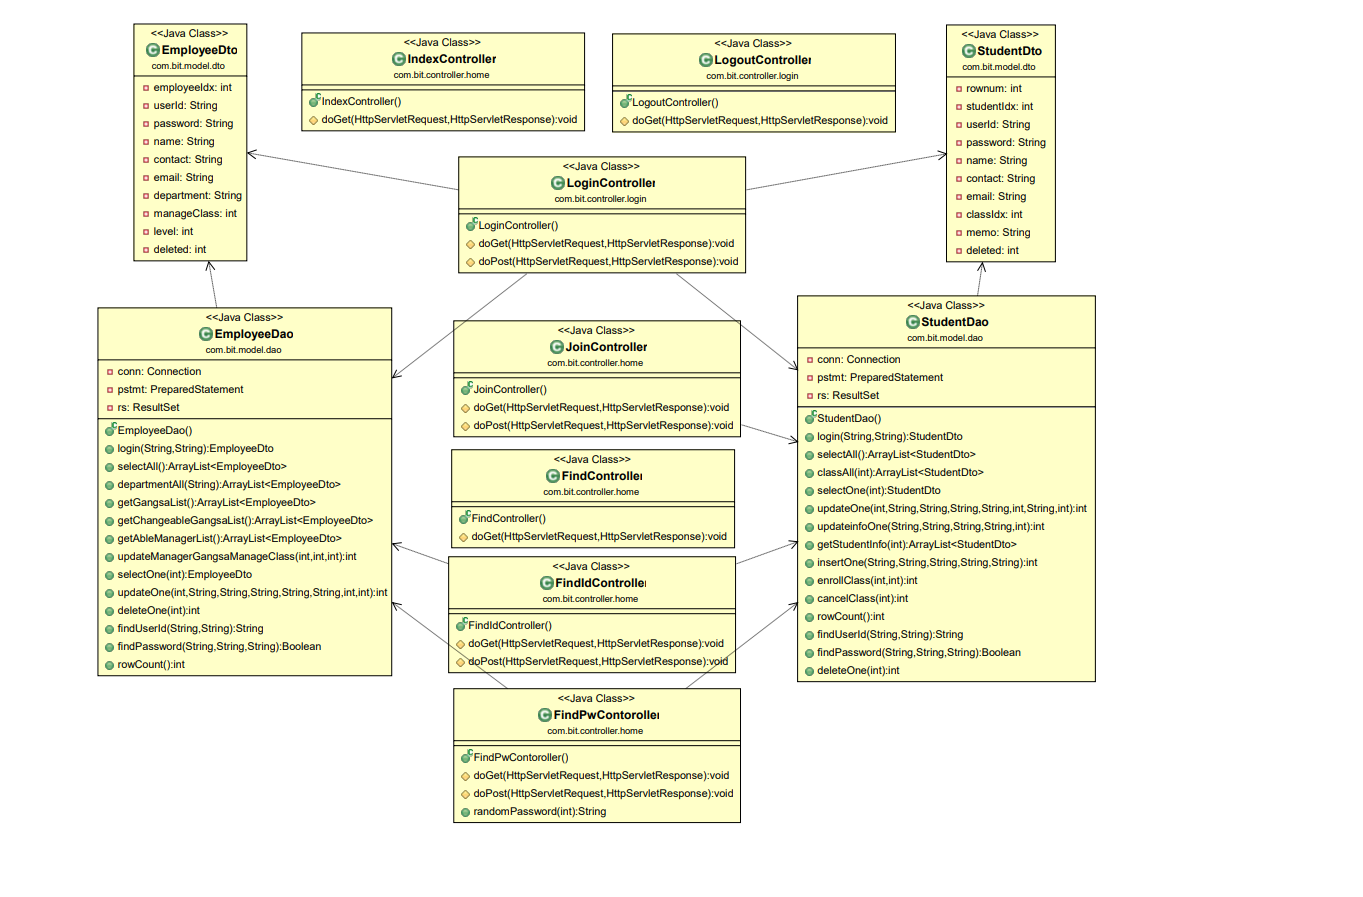 <<Java Class>>
EmployeeDto
com.bit.model.dto
employeeIdx: int
userId: String
password: String
name: String
contact: String
email: String
department: String
manageClass: int
level: int
deleted: int
<<Java Class>>
IndexController
com.bit.controller.home
IndexController()
doGet(HttpServletRequest,HttpServletResponse):void
<<Java Class>>
LogoutController
com.bit.controller.login
LogoutController()
doGet(HttpServletRequest,HttpServletResponse):void
<<Java Class>>
StudentDto
com.bit.model.dto
rownum: int
studentIdx: int
userId: String
password: String
name: String
contact: String
email: String
classIdx: int
memo: String
deleted: int
<<Java Class>>
LoginController
com.bit.controller.login
LoginController()
doGet(HttpServletRequest,HttpServletResponse):void
doPost(HttpServletRequest,HttpServletResponse):void
<<Java Class>>
EmployeeDao
com.bit.model.dao
conn: Connection
pstmt: PreparedStatement
rs: ResultSet
EmployeeDao()
login(String,String):EmployeeDto
selectAll():ArrayList<EmployeeDto>
departmentAll(String):ArrayList<EmployeeDto>
getGangsaList():ArrayList<EmployeeDto>
getChangeableGangsaList():ArrayList<EmployeeDto>
getAbleManagerList():ArrayList<EmployeeDto>
updateManagerGangsaManageClass(int,int,int):int
selectOne(int):EmployeeDto
updateOne(int,String,String,String,String,String,int,int):int
deleteOne(int):int
findUserId(String,String):String
findPassword(String,String,String):Boolean
rowCount():int
<<Java Class>>
JoinController
com.bit.controller.home
JoinController()
doGet(HttpServletRequest,HttpServletResponse):void
doPost(HttpServletRequest,HttpServletResponse):void
<<Java Class>>
FindController
com.bit.controller.home
FindController()
doGet(HttpServletRequest,HttpServletResponse):void
<<Java Class>>
FindIdController
com.bit.controller.home
FindIdController()
doGet(HttpServletRequest,HttpServletResponse):void
doPost(HttpServletRequest,HttpServletResponse):void
<<Java Class>>
FindPwContoroller
com.bit.controller.home
FindPwContoroller()
doGet(HttpServletRequest,HttpServletResponse):void
doPost(HttpServletRequest,HttpServletResponse):void
randomPassword(int):String
<<Java Class>>
StudentDao
com.bit.model.dao
conn: Connection
pstmt: PreparedStatement
rs: ResultSet
StudentDao()
login(String,String):StudentDto
selectAll():ArrayList<StudentDto>
classAll(int):ArrayList<StudentDto>
selectOne(int):StudentDto
updateOne(int,String,String,String,String,int,String,int):int
updateinfoOne(String,String,String,String,int):int
getStudentInfo(int):ArrayList<StudentDto>
insertOne(String,String,String,String,String):int
enrollClass(int,int):int
cancelClass(int):int
rowCount():int
findUserId(String,String):String
findPassword(String,String,String):Boolean
deleteOne(int):int